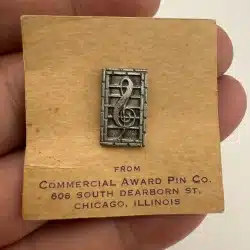 FROM
COMMERCIAL AWARD PIN CO.
606 SOUTH DEARBORN ST.
CHICAGO, ILLINOIS